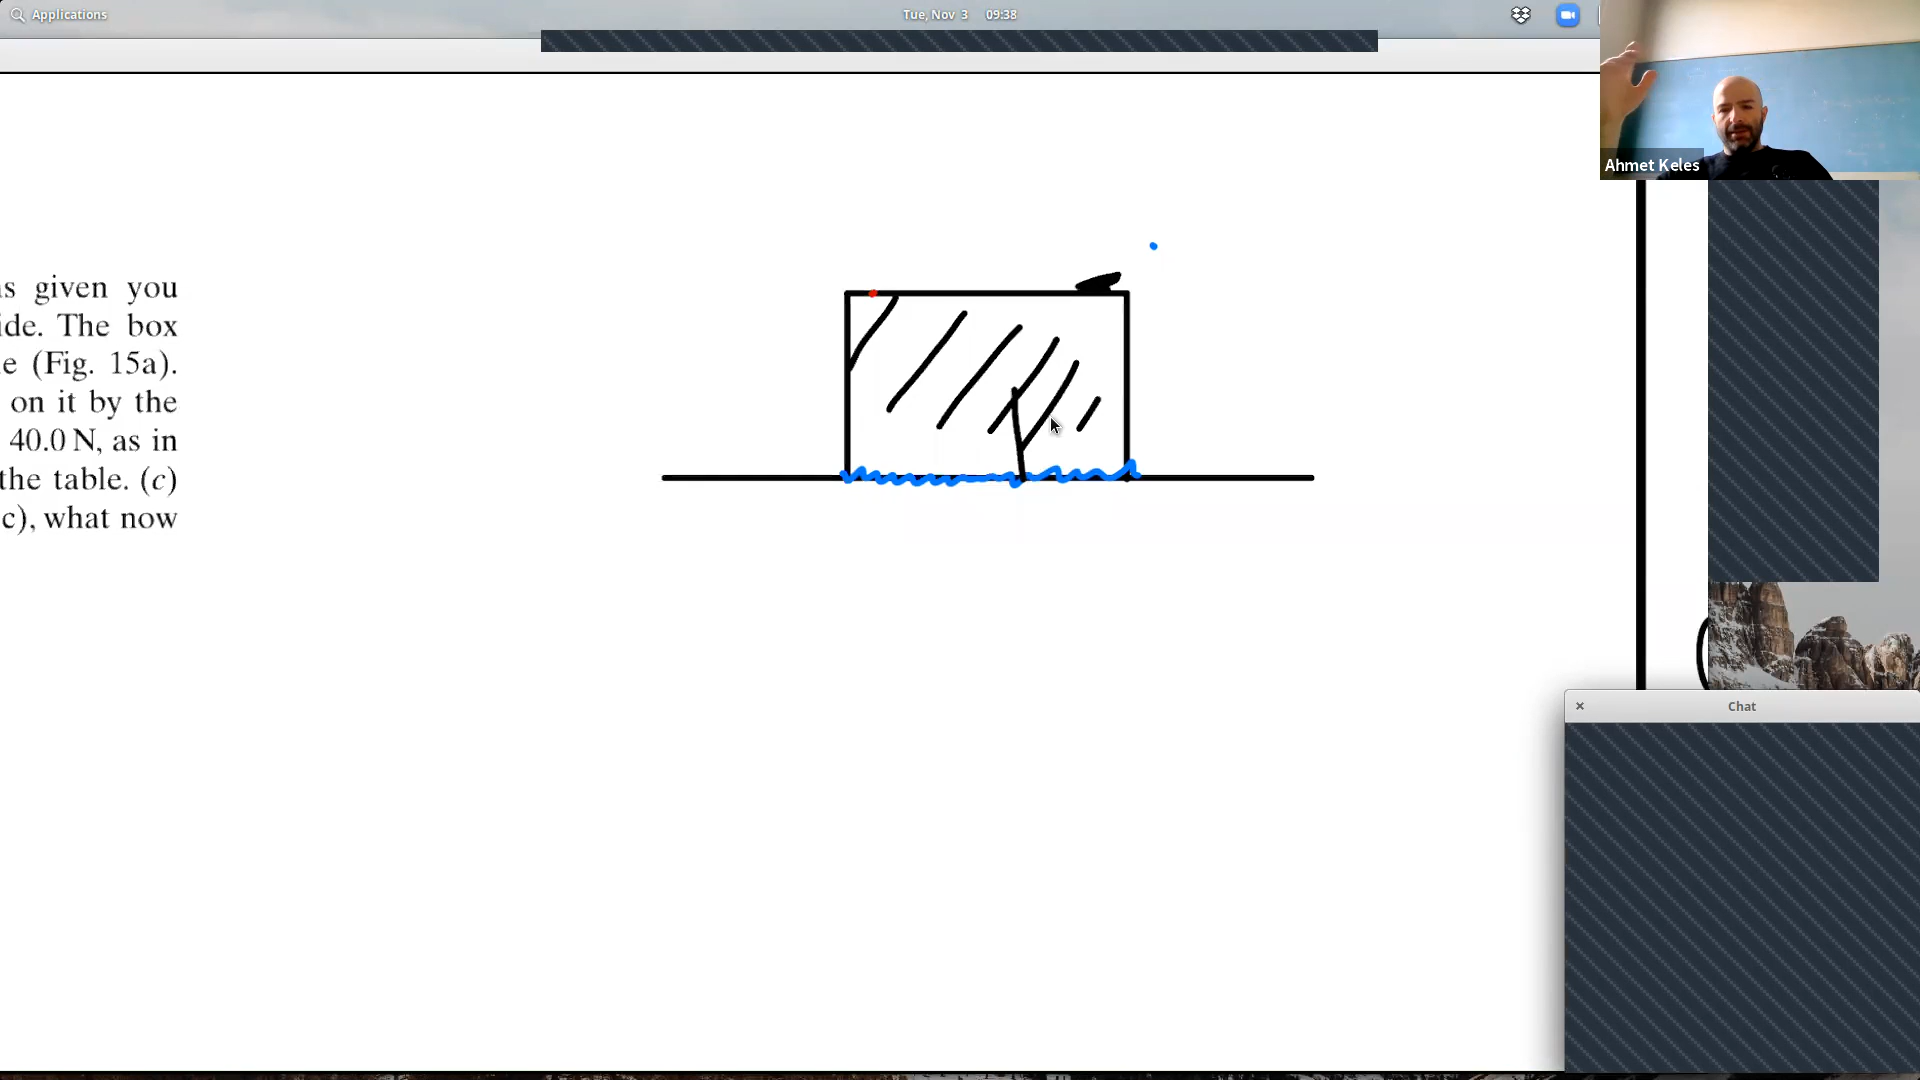 Applications
Tue, Nov 3 09:38
Ahmet Keles
s given you
ide. The box
e (Fig. 15a).
on it by the
40.0 N, as in
the table. (c)
c), what now
Chat